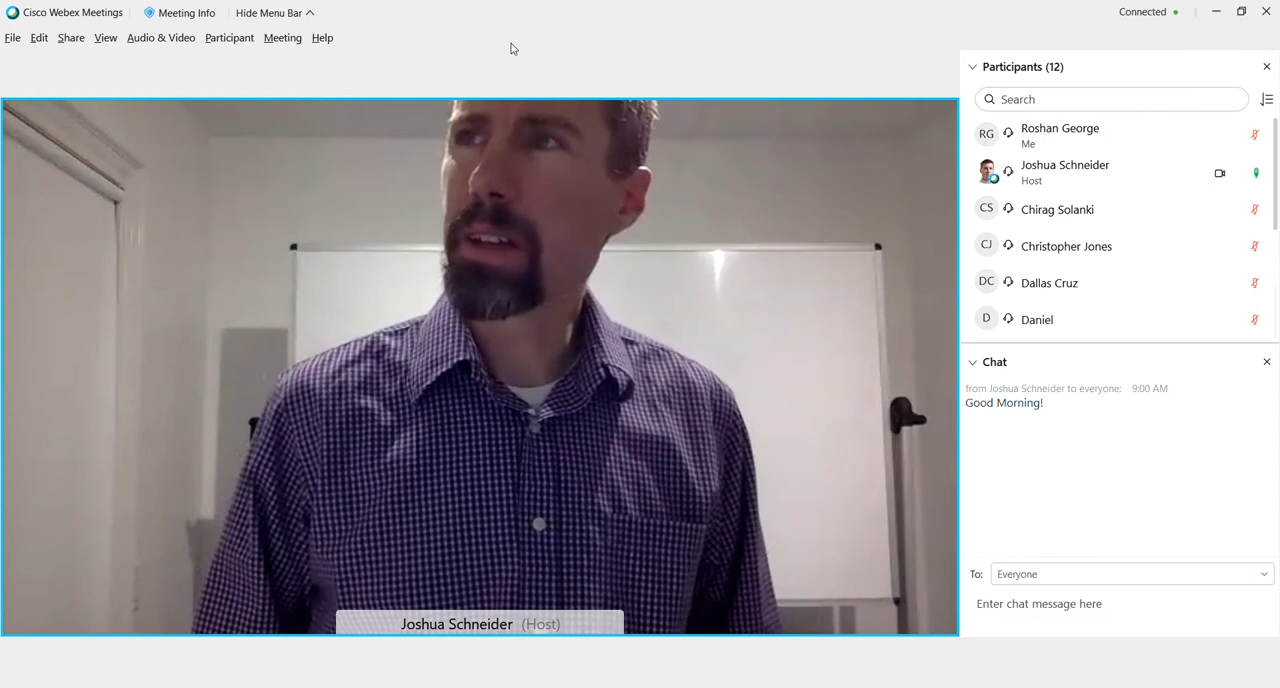 Cisco Webex Meetings Meeting Info Hide Menu Bar Connected
File Edit Share View Audio & Video Participant Meeting Help
Participants (12)
Search
RG Roshan George
Me
Joshua Schneider
Host
CS Chirag Solanki
CJ Christopher Jones
DC Dallas Cruz
D Daniel
Chat
from Joshua Schneider to everyone: 9:00 AM
Good Morning!
To: Everyone
Enter chat message here
Joshua Schneider (Host)